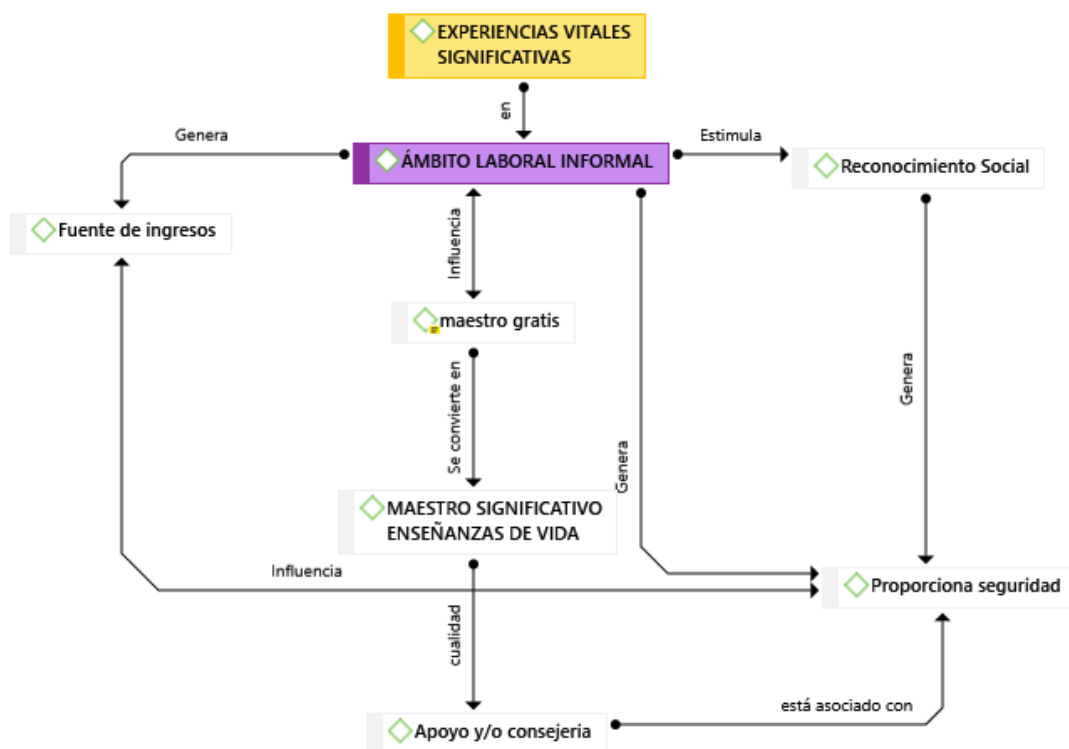 EXPERIENCIAS VITALES
SIGNIFICATIVAS
en
Genera
Estimula
ÁMBITO LABORAL INFORMAL
Reconocimiento Social
Fuente de ingresos
Influencia
maestro gratis
Genera
Se convierte en
Genera
MAESTRO SIGNIFICATIVO
ENSEÑANZAS DE VIDA
Influencia
Proporciona seguridad
cualidad
está asociado con
Apoyo y/o consejeria